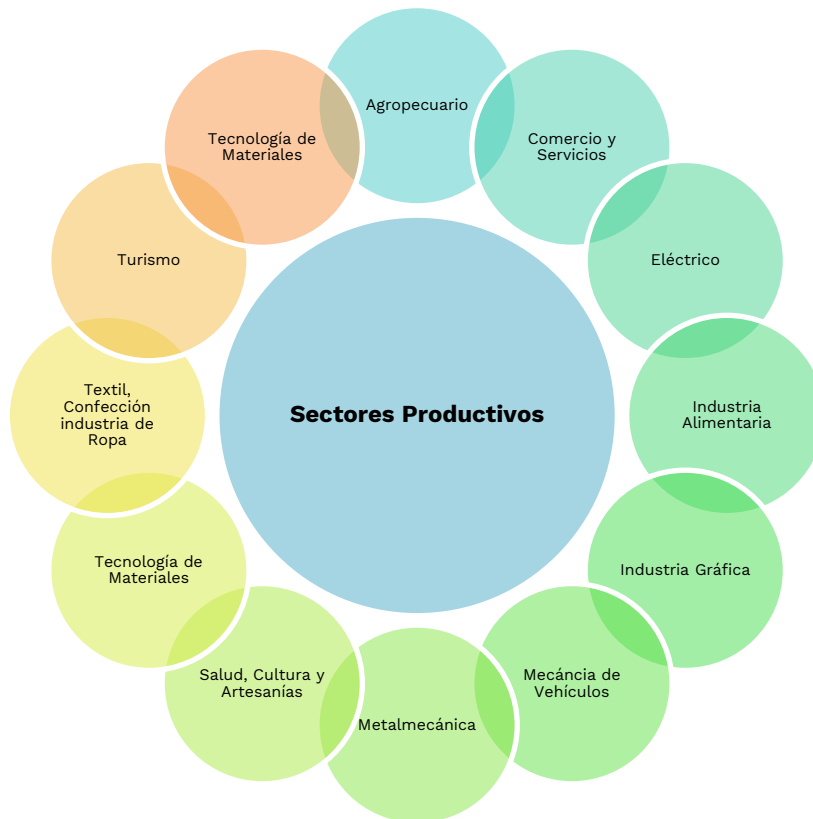 Agropecuario
Comercio y
Servicios
Eléctrico
Industria
Alimentaria
Industria Gráfica
Mecáncia de
Vehículos
Metalmecánica
Salud, Cultura y
Artesanías
Tecnología de
Materiales
Textil,
Confección
industria de
Ropa
Turismo
Tecnología de
Materiales
Sectores Productivos